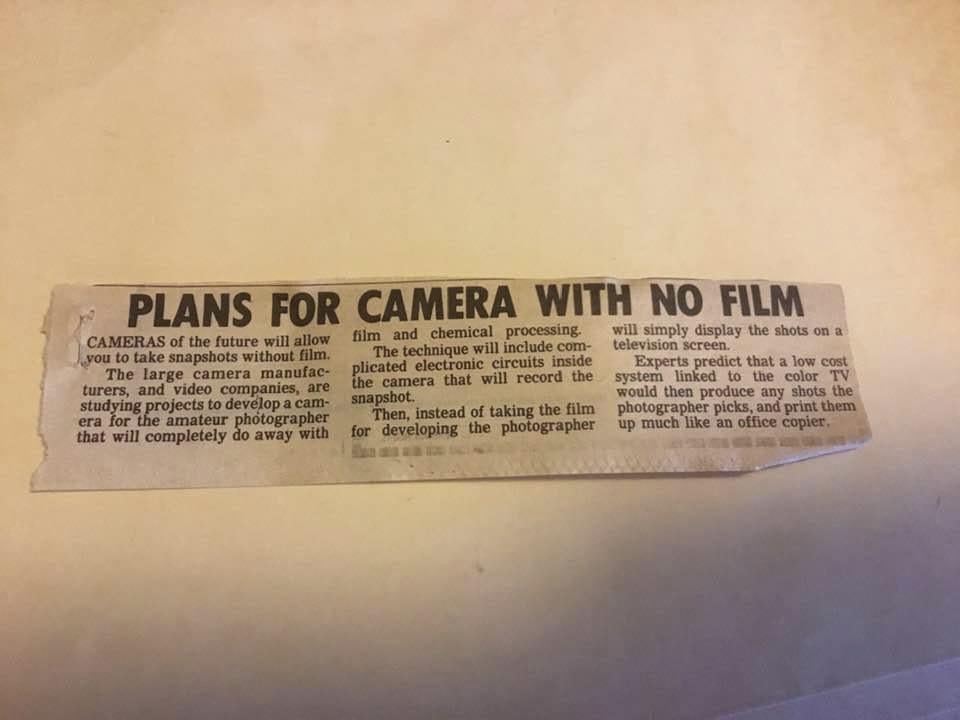 PLANS FOR CAMERA WITH NO FILM
CAMERAS of the future will allow
you to take snapshots without film.
The large camera manufac-
turers, and video companies, are
studying projects to develop a cam-
era for the amateur photographer
that will completely do away with
film and chemical processing.
The technique will include com-
plicated electronic circuits inside
the camera that will record the
snapshot.
Then, instead of taking the film
for developing the photographer
will simply display the shots on a
television screen.
Experts predict that a low cost
system linked to the color TV
would then produce any shots the
photographer picks, and print them
up much like an office copier.